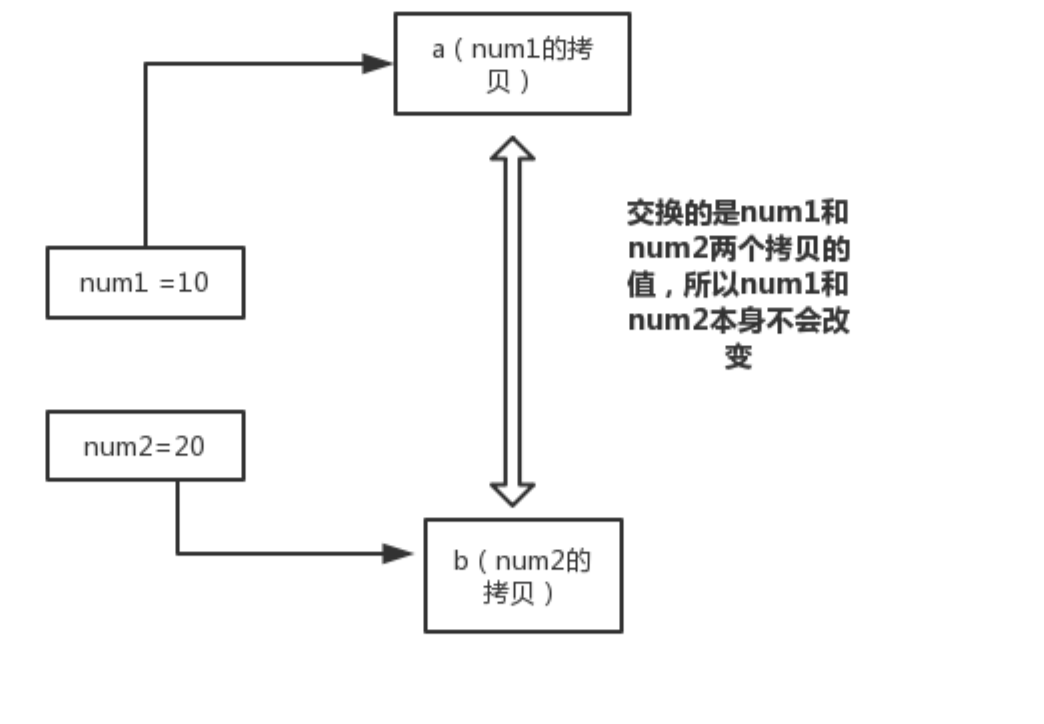 a（num1的拷
贝）
num1 =10
交换的是num1和
num2两个拷贝的
值，所以num1和
num2本身不会改
变
num2=20
b（num2的
拷贝）